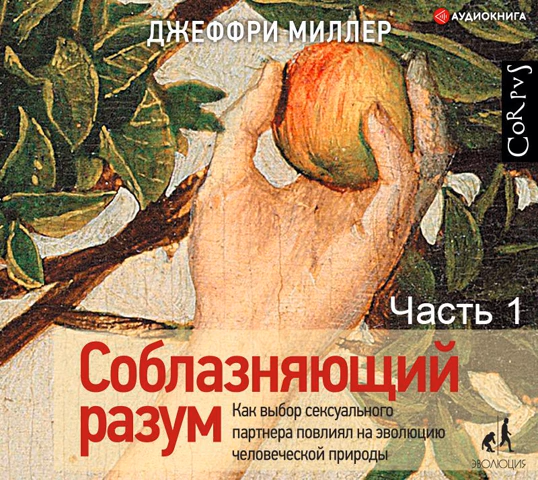 АУДИОКНИГА
ДЖЕФФРИ МИЛЛЕР
CORPUS
Часть 1
Соблазняющий
разум
Как выбор сексуального
партнера повлиял на эволюцию
человеческой природы
ЭВОЛЮЦИЯ